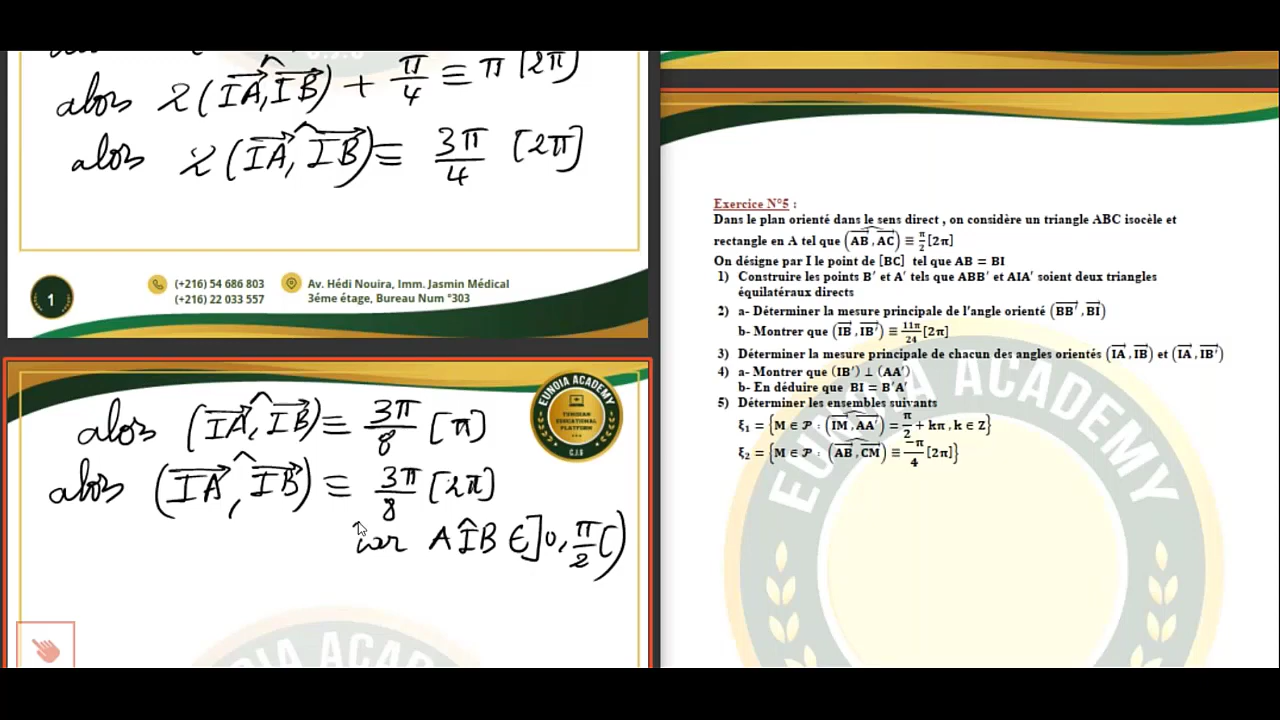 alors 2(IA, IB) + π/4 ≡ π [2π]
alors 2(IA, IB) ≡ 3π/4 [2π]
1
(+216) 54 686 803
(+216) 22 033 557
Av. Hédi Nouira, Imm. Jasmin Médical
3éme étage, Bureau Num °303
alors (IA, IB) ≡ 3π/8 [π]
alors (IA, IB) ≡ 3π/8 [2π]
car AÎB ∈ ]0, π/2[
EUNOIA ACADEMY
TUNISIAN
EDUCATIONAL
PLATFORM
C.I.S
EUNOIA ACADEMY
Exercice N°5 :
Dans le plan orienté dans le sens direct , on considère un triangle ABC isocèle et
rectangle en A tel que (AB, AC) ≡ π/2 [2π]
On désigne par I le point de [BC] tel que AB = BI
1) Construire les points B′ et A′ tels que ABB′ et AIA′ soient deux triangles
équilatéraux directs
2) a- Déterminer la mesure principale de l'angle orienté (BB′ , BI)
b- Montrer que (IB , IB′) ≡ 11π/24 [2π]
3) Déterminer la mesure principale de chacun des angles orientés (IA , IB) et (IA , IB′)
4) a- Montrer que (IB′) ⊥ (AA′)
b- En déduire que BI = B′A′
5) Déterminer les ensembles suivants
ξ₁ = {M ∈ 𝒫 : (IM, AA′) = π/2 + kπ, k ∈ Z}
ξ₂ = {M ∈ 𝒫 : (AB, CM) ≡ −π/4 [2π]}
EUNOIA ACADEMY